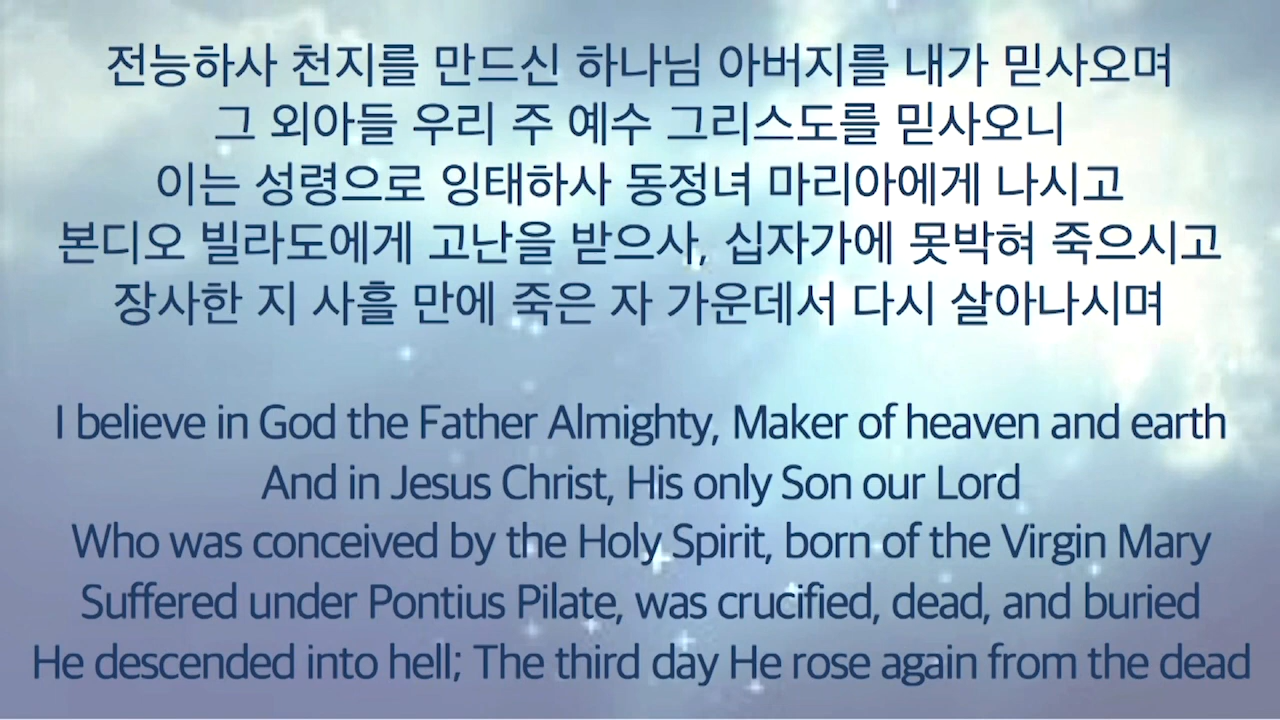 전능하사 천지를 만드신 하나님 아버지를 내가 믿사오며
그 외아들 우리 주 예수 그리스도를 믿사오니
이는 성령으로 잉태하사 동정녀 마리아에게 나시고
본디오 빌라도에게 고난을 받으사, 십자가에 못박혀 죽으시고
장사한 지 사흘 만에 죽은 자 가운데서 다시 살아나시며
I believe in God the Father Almighty, Maker of heaven and earth
And in Jesus Christ, His only Son our Lord
Who was conceived by the Holy Spirit, born of the Virgin Mary
Suffered under Pontius Pilate, was crucified, dead, and buried
He descended into hell; The third day He rose again from the dead